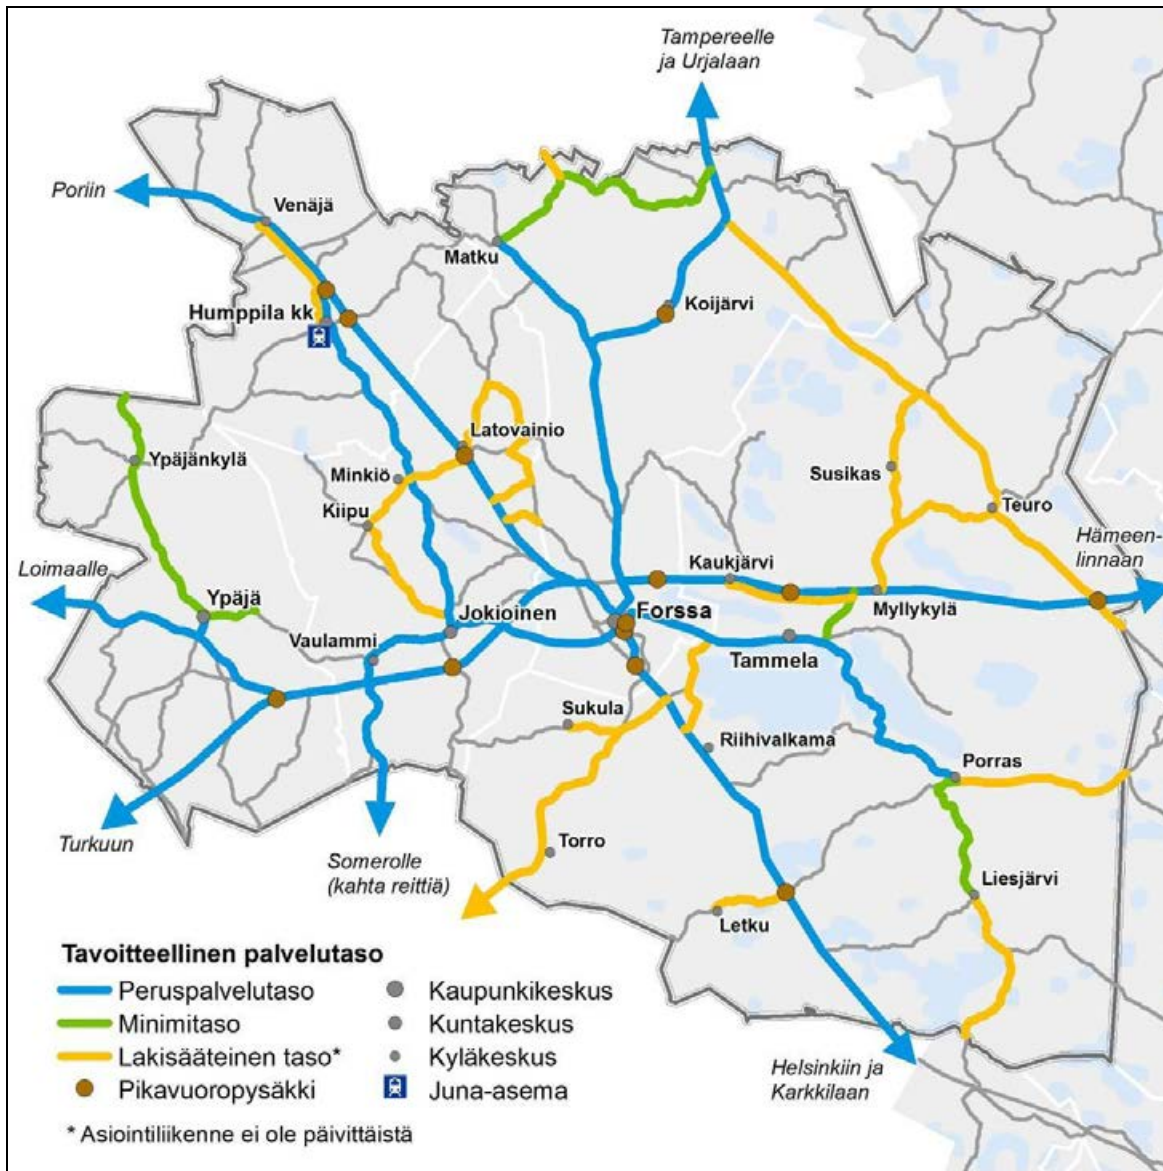 Tampereelle
ja Urjalaan
Poriin
Venäjä
Matku
Humppila kk
Koijärvi
Latovainio
Ypäjänkylä
Minkiö
Susikas
Kiipu
Teuro
Hämeen-
linnaan
Loimaalle
Kaukjärvi
Ypäjä
Jokioinen
Forssa
Myllykylä
Vaulammi
Tammela
Sukula
Riihivalkama
Porras
Turkuun
Somerolle
(kahta reittiä)
Torro
Liesjärvi
Letku
Helsinkiin ja
Karkkilaan
Tavoitteellinen palvelutaso
Peruspalvelutaso
Minimitaso
Lakisääteinen taso*
Pikavuoropysäkki
Kaupunkikeskus
Kuntakeskus
Kyläkeskus
Juna-asema
* Asiointiliikenne ei ole päivittäistä